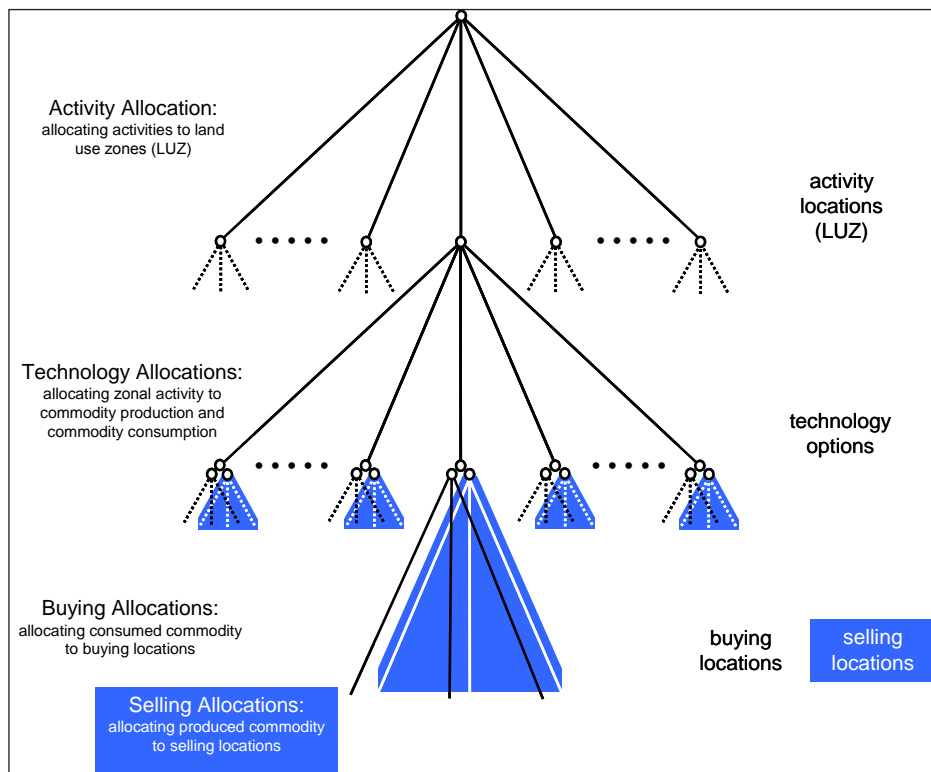 Activity Allocation:
allocating activities to land
use zones (LUZ)
activity
locations
(LUZ)
Technology Allocations:
allocating zonal activity to
commodity production and
commodity consumption
technology
options
Buying Allocations:
allocating consumed commodity
to buying locations
buying
locations
selling
locations
Selling Allocations:
allocating produced commodity
to selling locations